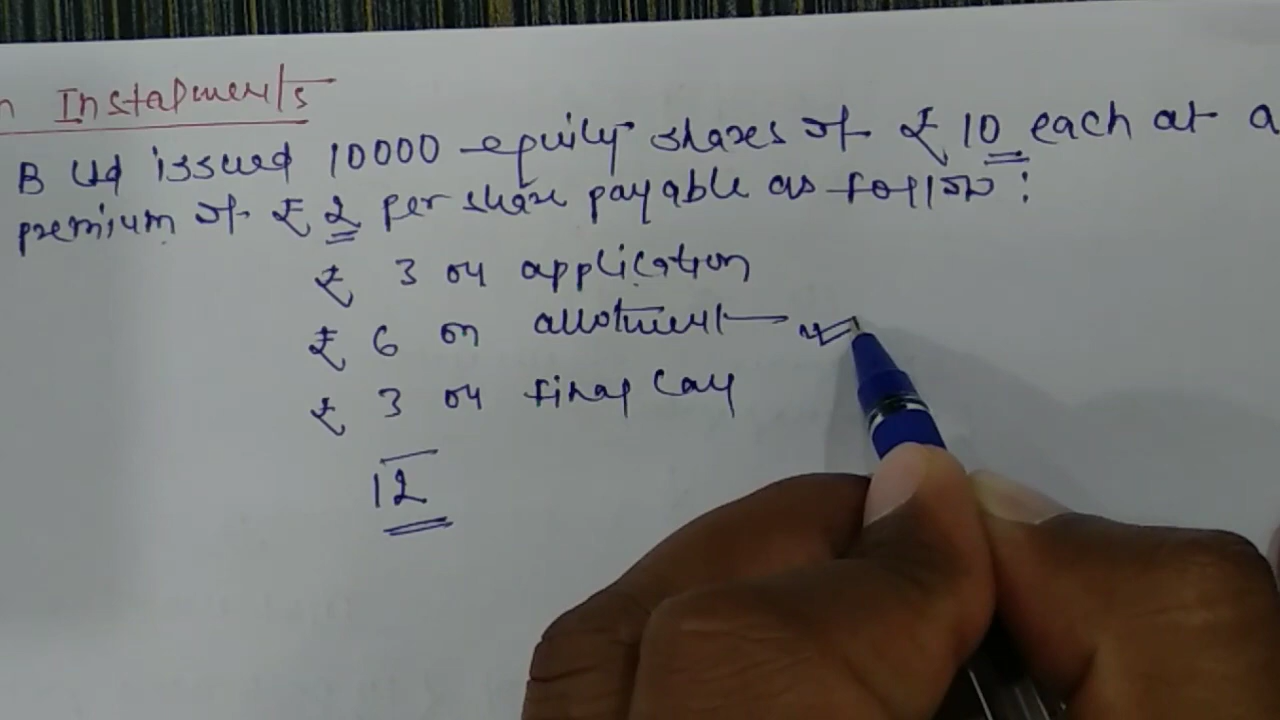 n Instalments
B Ltd issued 10000 equity shares of ₹ 10 each at a
premium of ₹ 2 per share payable as follow :
₹ 3 on application
₹ 6 on allotment
₹ 3 on final call
12